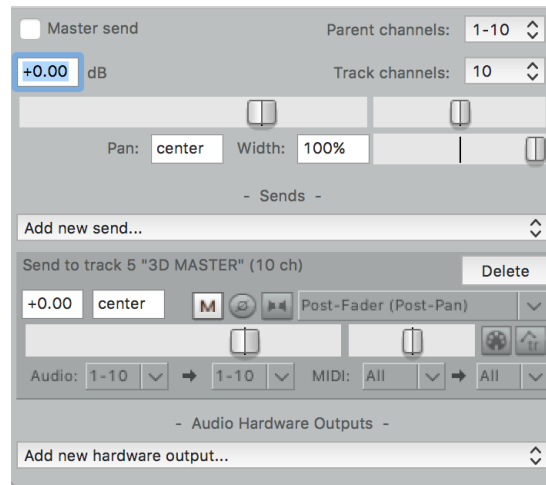 Master send Parent channels: 1-10
+0.00 dB Track channels: 10
Pan: center Width: 100%
- Sends -
Add new send...
Send to track 5 "3D MASTER" (10 ch) Delete
+0.00 center M Post-Fader (Post-Pan)
tr
Audio: 1-10 1-10 MIDI: All All
- Audio Hardware Outputs -
Add new hardware output...